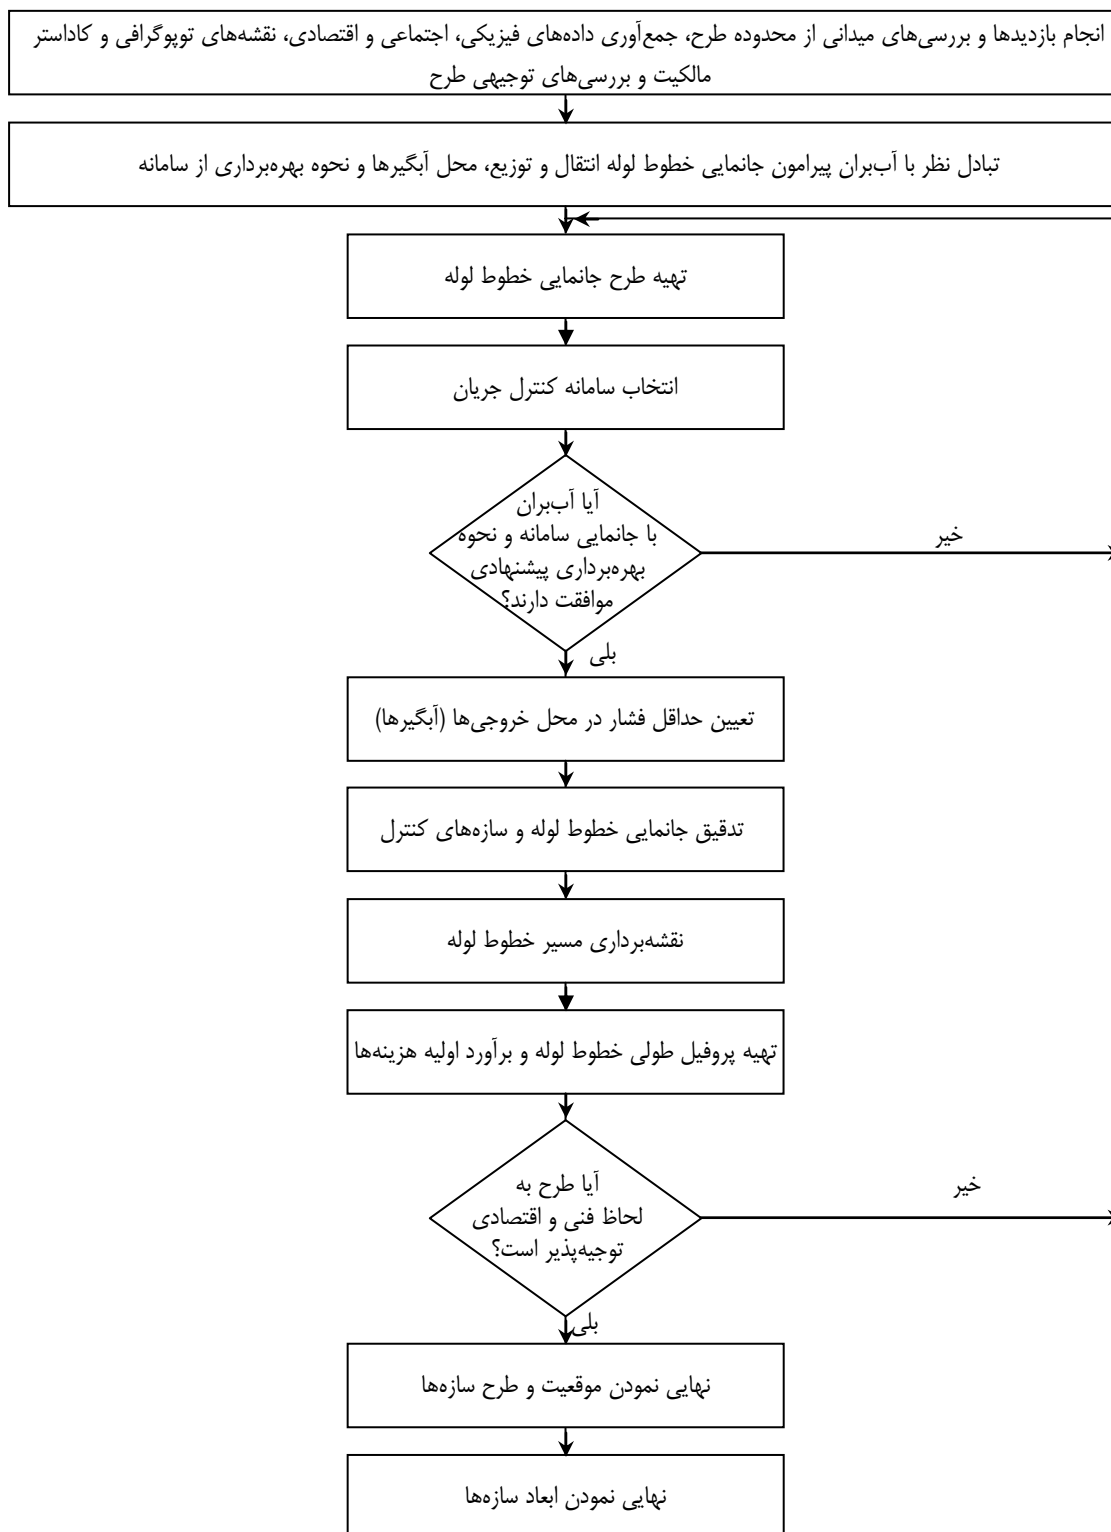 انجام بازدیدها و بررسی‌های میدانی از محدوده طرح، جمع‌آوری داده‌های فیزیکی، اجتماعی و اقتصادی، نقشه‌های توپوگرافی و کاداستر
مالکیت و بررسی‌های توجیهی طرح
تبادل نظر با آب‌بران پیرامون جانمایی خطوط لوله انتقال و توزیع، محل آبگیرها و نحوه بهره‌برداری از سامانه
تهیه طرح جانمایی خطوط لوله
انتخاب سامانه کنترل جریان
آیا آب‌بران
با جانمایی سامانه و نحوه
بهره‌برداری پیشنهادی
موافقت دارند؟
خیر
بلی
تعیین حداقل فشار در محل خروجی‌ها (آبگیرها)
تدقیق جانمایی خطوط لوله و سازه‌های کنترل
نقشه‌برداری مسیر خطوط لوله
تهیه پروفیل طولی خطوط لوله و برآورد اولیه هزینه‌ها
آیا طرح به
لحاظ فنی و اقتصادی
توجیه‌پذیر است؟
خیر
بلی
نهایی نمودن موقعیت و طرح سازه‌ها
نهایی نمودن ابعاد سازه‌ها